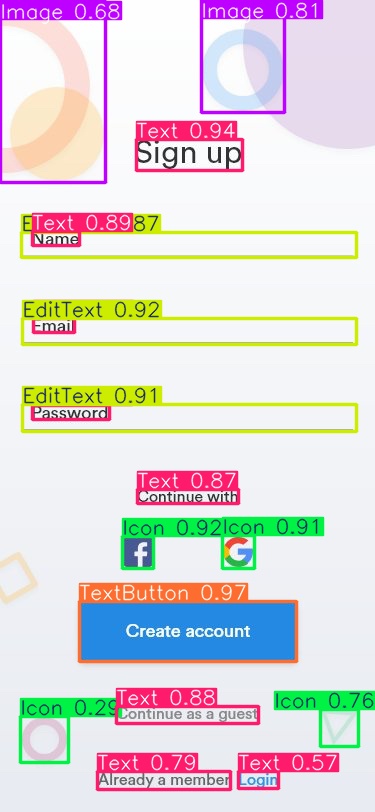 Image 0.68
Image 0.81
Text 0.94
Sign up
Text 0.89 87
Name
EditText 0.92
Email
EditText 0.91
Password
Text 0.87
Continue with
Icon 0.92 Icon 0.91
TextButton 0.97
Create account
Icon 0.29 Text 0.88 Icon 0.76
Continue as a guest
Text 0.79 Text 0.57
Already a member Login